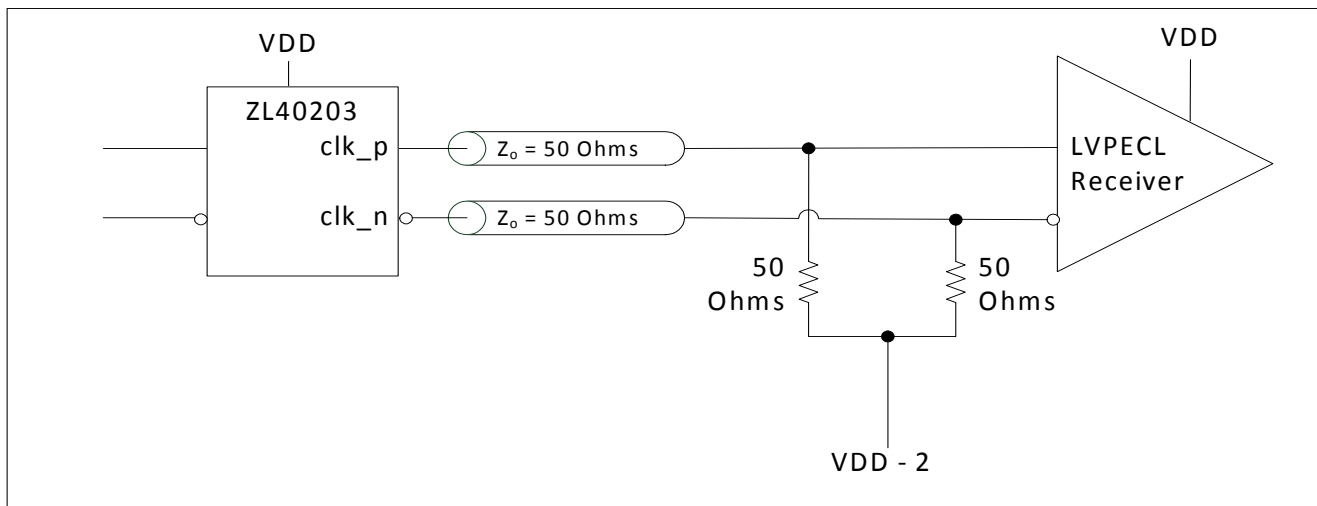 VDD
ZL40203
clk_p
clk_n
Zo = 50 Ohms
Zo = 50 Ohms
50
Ohms
50
Ohms
VDD - 2
VDD
LVPECL
Receiver